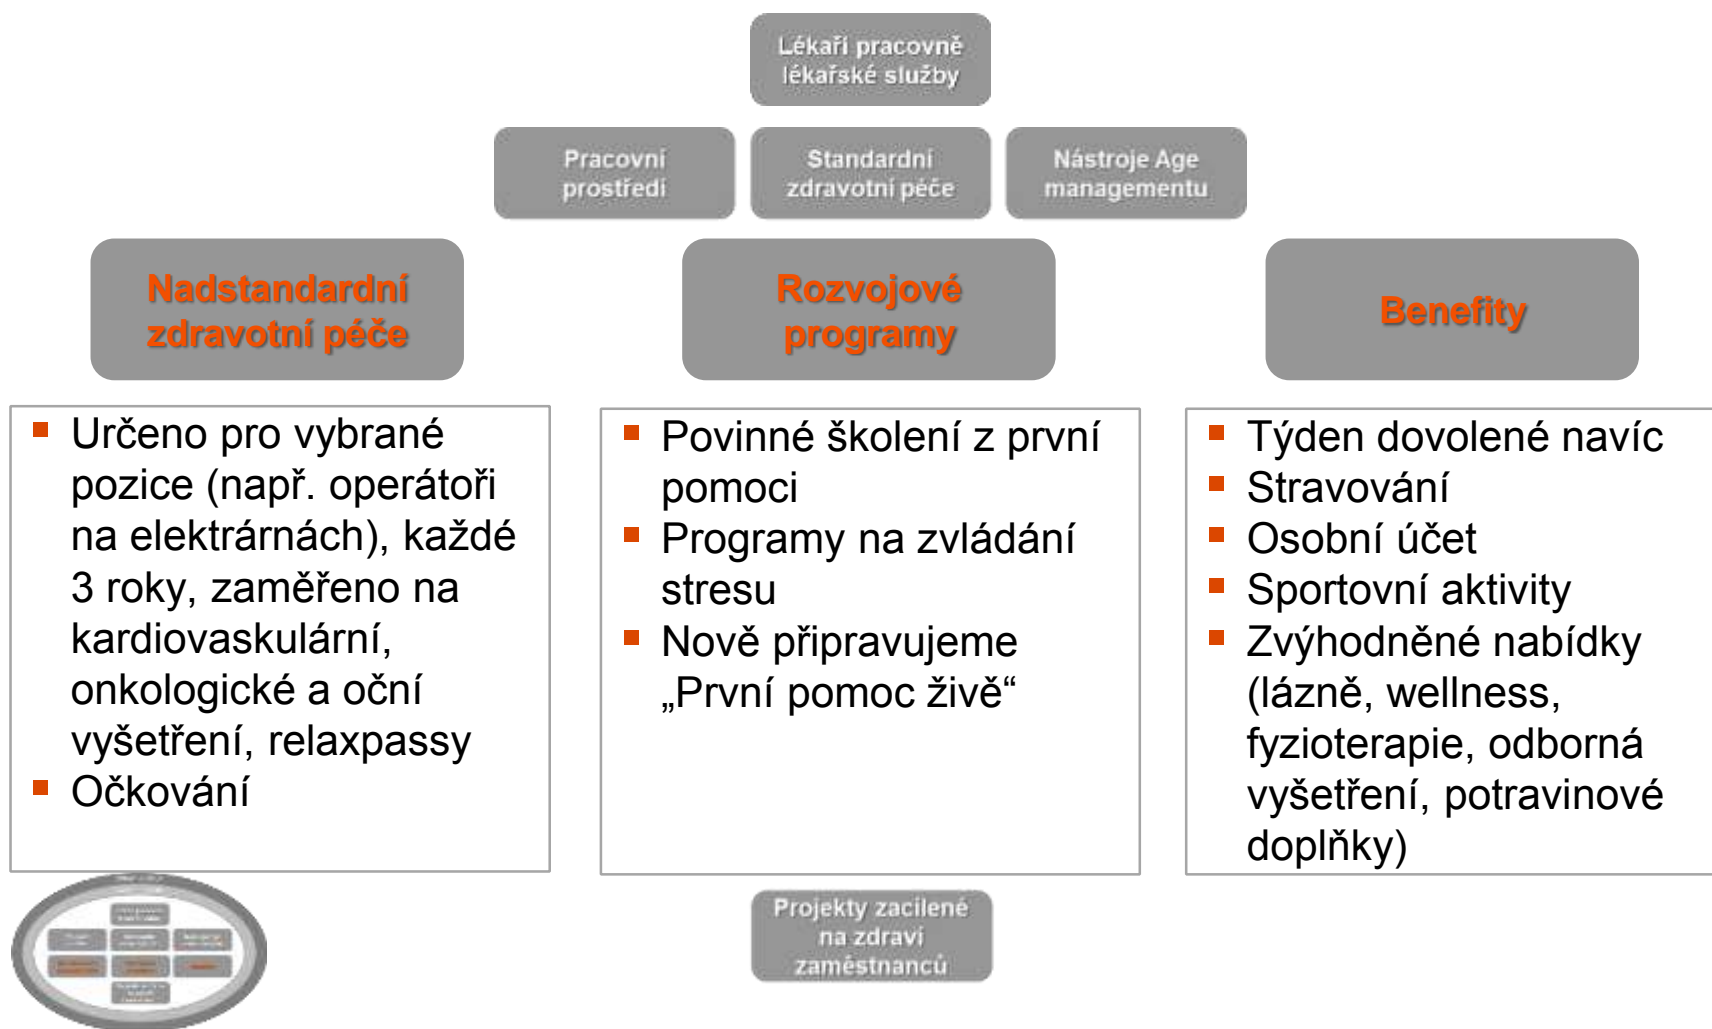 Lékaři pracovně
lékařské služby
Pracovní
prostředí
Standardní
zdravotní péče
Nástroje Age
managementu
Nadstandardní
zdravotní péče
Rozvojové
programy
Benefity
Určeno pro vybrané
pozice (např. operátoři
na elektrárnách), každé
3 roky, zaměřeno na
kardiovaskulární,
onkologické a oční
vyšetření, relaxpassy
Očkování
Povinné školení z první
pomoci
Programy na zvládání
stresu
Nově připravujeme
„První pomoc živě“
Týden dovolené navíc
Stravování
Osobní účet
Sportovní aktivity
Zvýhodněné nabídky
(lázně, wellness,
fyzioterapie, odborná
vyšetření, potravinové
doplňky)
Projekty zacílené
na zdraví
zaměstnanců